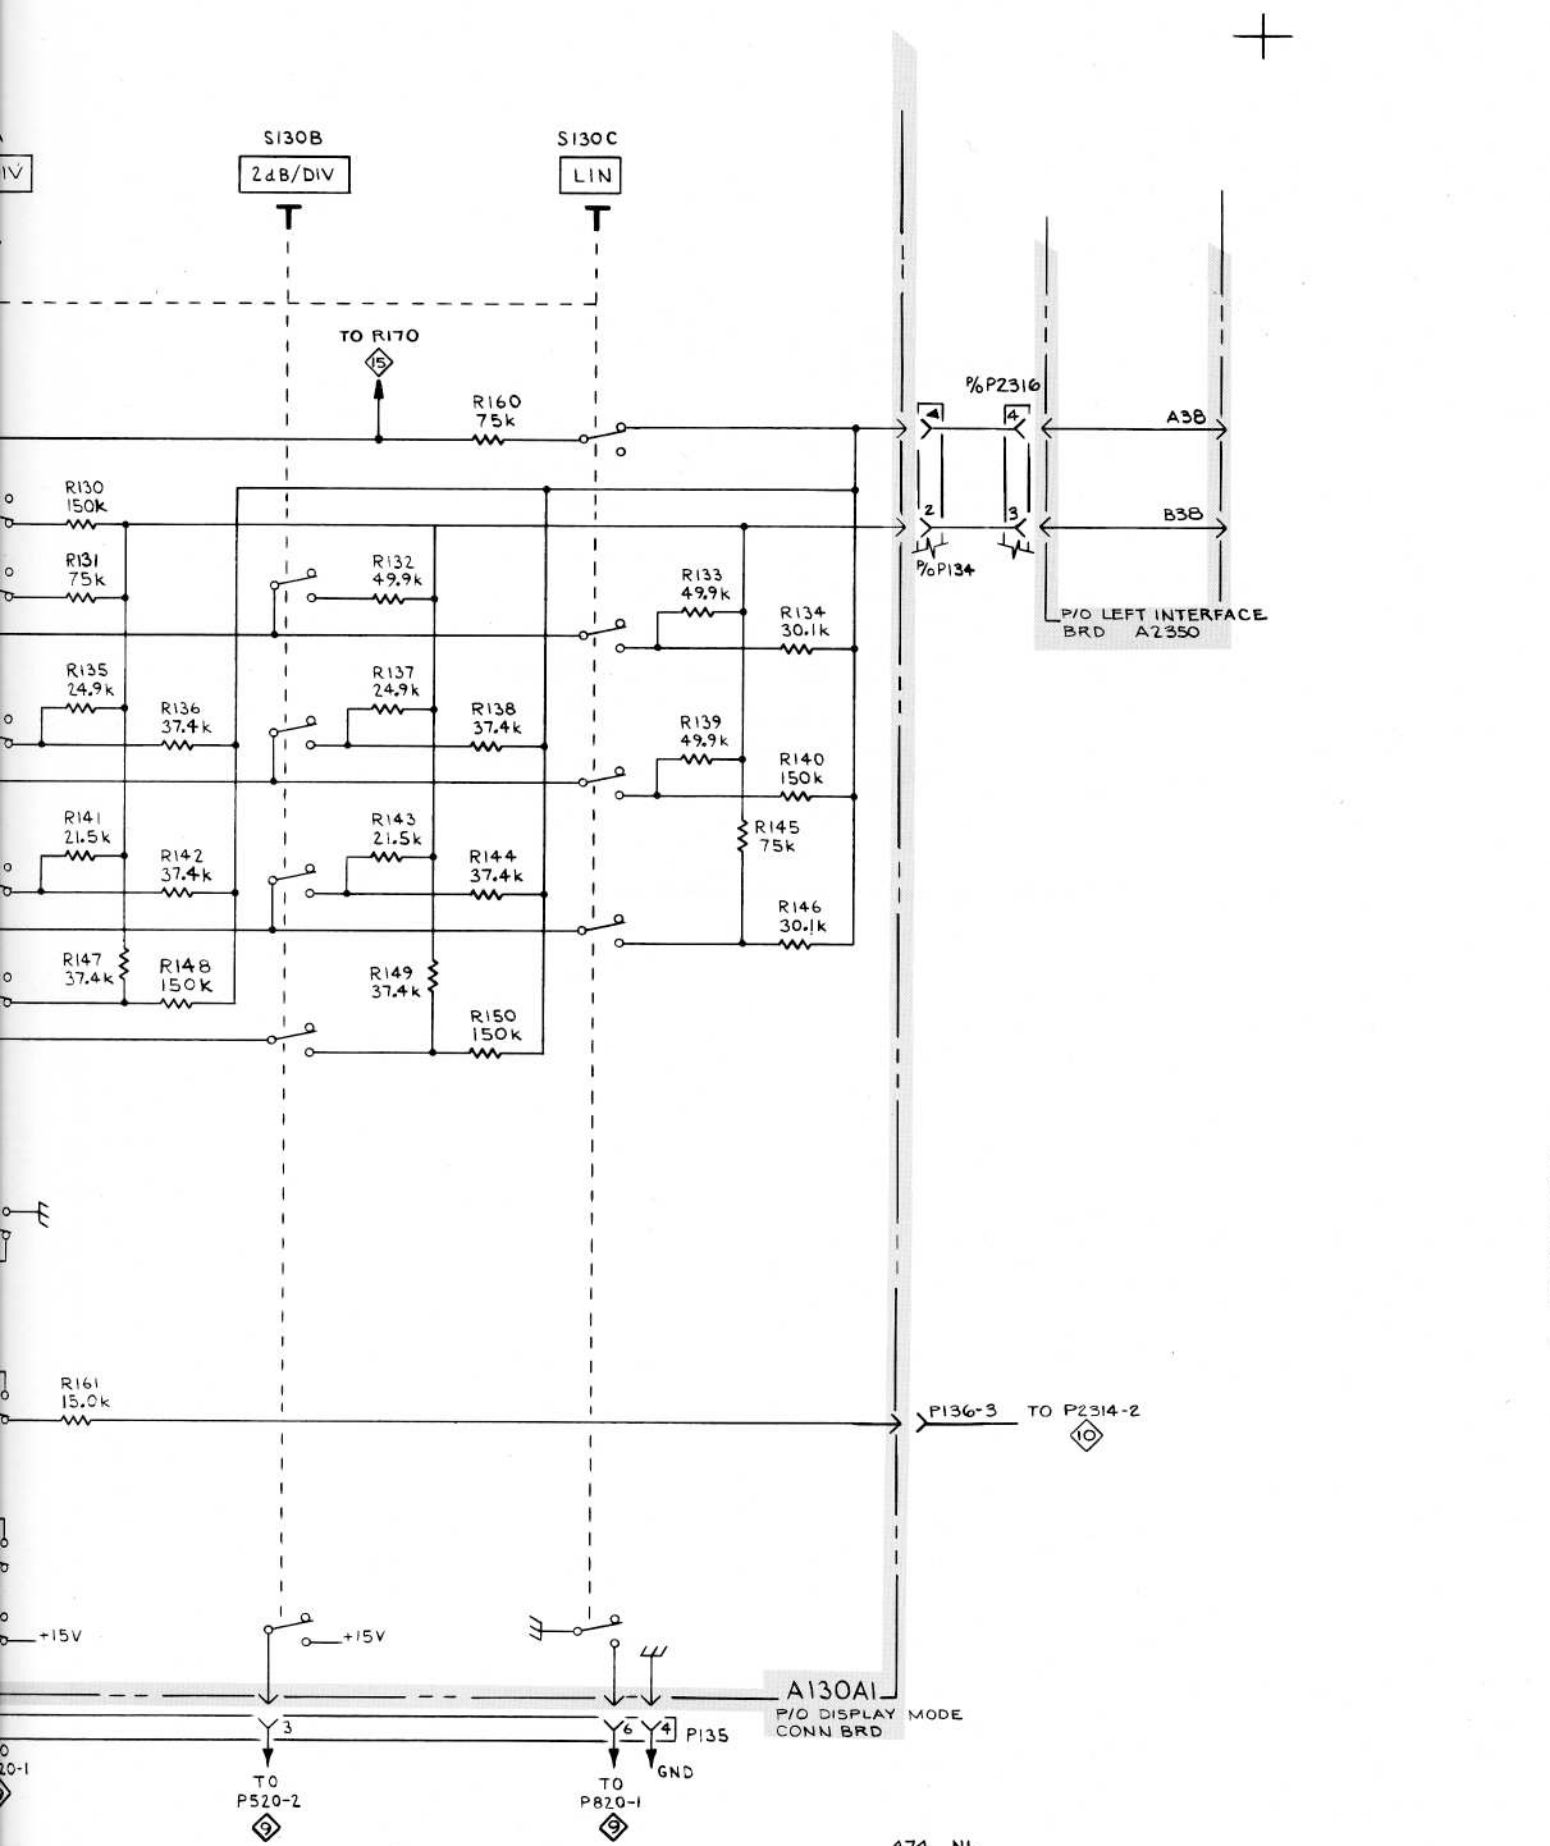 S130B
S130C
IV
2dB/DIV
LIN
TO R170
15
R160
75k
P/O P2316
4
A38
R130
150k
2
3
B38
P/O P134
R131
75k
R132
49.9k
R133
49.9k
R134
30.1k
P/O LEFT INTERFACE
BRD A2350
R135
24.9k
R137
24.9k
R136
37.4k
R138
37.4k
R139
49.9k
R140
150k
R141
21.5k
R143
21.5k
R145
75k
R142
37.4k
R144
37.4k
R146
30.1k
R147
37.4k
R148
150k
R149
37.4k
R150
150k
R161
15.0k
P136-3 TO P2314-2
10
+15V
+15V
A130A1
P/O DISPLAY MODE
CONN BRD
3
6
4
P135
20-1
TO
P520-2
9
TO
P820-1
9
GND